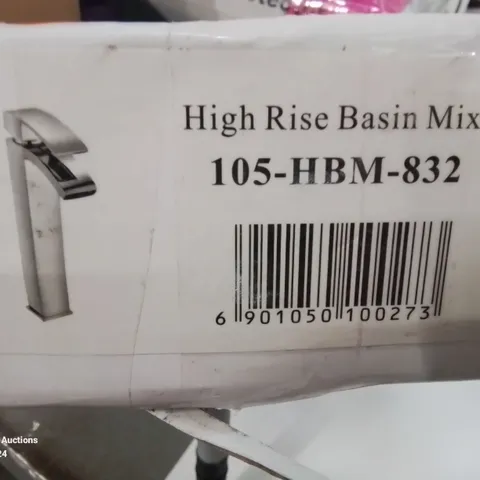 High Rise Basin Mix
105-HBM-832
6 901050 100273
Auctions
24